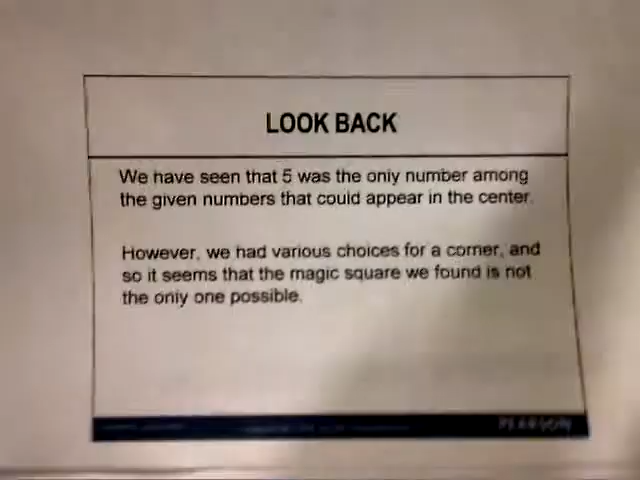 LOOK BACK
We have seen that 5 was the only number among
the given numbers that could appear in the center.
However, we had various choices for a corner, and
so it seems that the magic square we found is not
the only one possible.
PEARSON